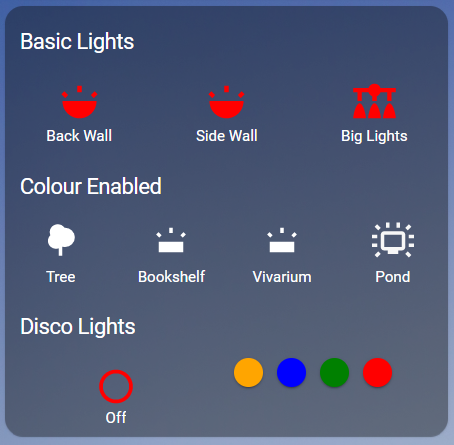 Basic Lights
Back Wall Side Wall Big Lights
Colour Enabled
Tree Bookshelf Vivarium Pond
Disco Lights
Off